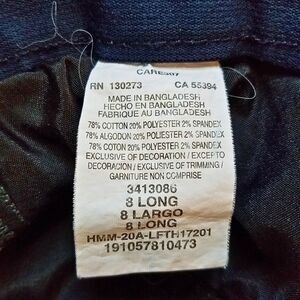 CARE307
RN 130273 CA 55394
MADE IN BANGLADESH
HECHO EN BANGLADESH
FABRIQUE AU BANGLADESH
78% COTTON 20% POLYESTER 2% SPANDEX
78% ALGODON 20% POLYESTER 2% SPANDEX
78% COTON 20% POLYESTER 2% SPANDEX
EXCLUSIVE OF DECORATION / EXCEPTO
DECORACION / EXCLUSIVE OF TRIMMING /
GARNITURE NON COMPRISE
3413086
8 LONG
8 LARGO
8 LONG
HMM-20A-LFTH17201
191057810473